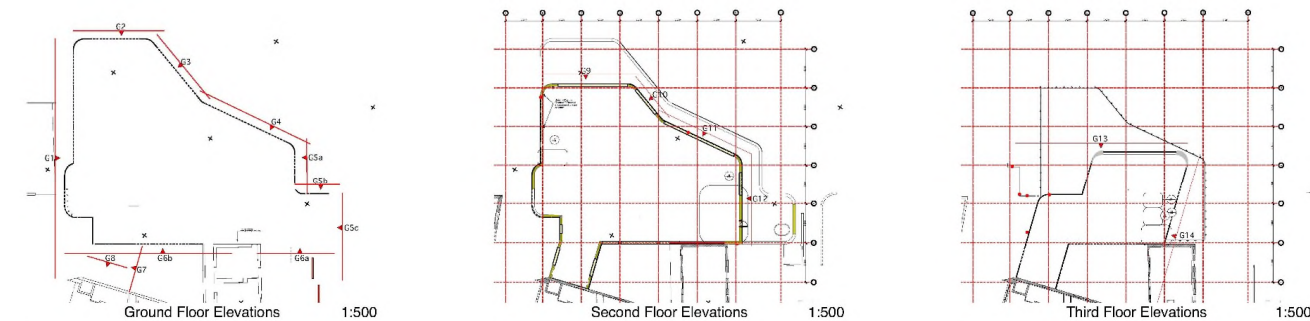 G2
G3
G4
G1
G5a
G5b
G5c
G6b
G6a
G8
G7
Ground Floor Elevations 1:500
G9
G10
G11
G12
Second Floor Elevations 1:500
G13
G14
Third Floor Elevations 1:500